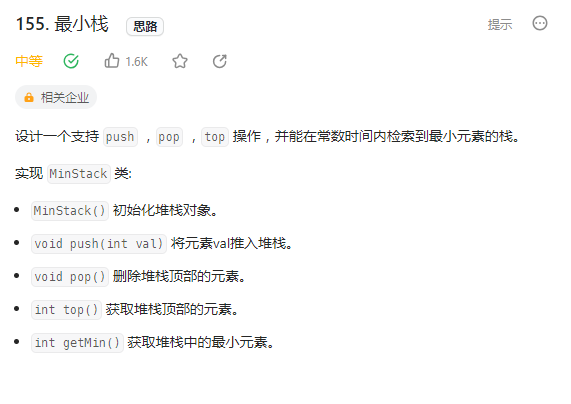 155. 最小栈 思路 提示
中等 1.6K
相关企业
设计一个支持 push ，pop ，top 操作，并能在常数时间内检索到最小元素的栈。
实现 MinStack 类:
MinStack() 初始化堆栈对象。
void push(int val) 将元素val推入堆栈。
void pop() 删除堆栈顶部的元素。
int top() 获取堆栈顶部的元素。
int getMin() 获取堆栈中的最小元素。